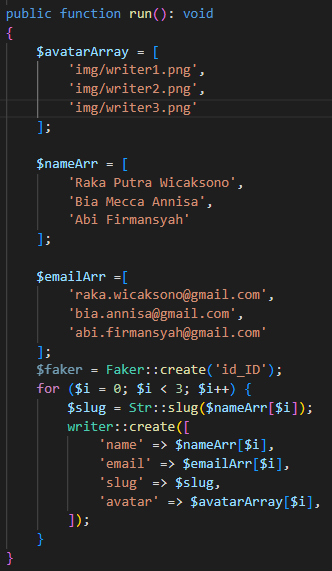 public function run(): void
{
$avatarArray = [
'img/writer1.png',
'img/writer2.png',
'img/writer3.png'
];
$nameArr = [
'Raka Putra Wicaksono',
'Bia Mecca Annisa',
'Abi Firmansyah'
];
$emailArr =[
'raka.wicaksono@gmail.com',
'bia.annisa@gmail.com',
'abi.firmansyah@gmail.com'
];
$faker = Faker::create('id_ID');
for ($i = 0; $i < 3; $i++) {
$slug = Str::slug($nameArr[$i]);
writer::create([
'name' => $nameArr[$i],
'email' => $emailArr[$i],
'slug' => $slug,
'avatar' => $avatarArray[$i],
]);
}
}